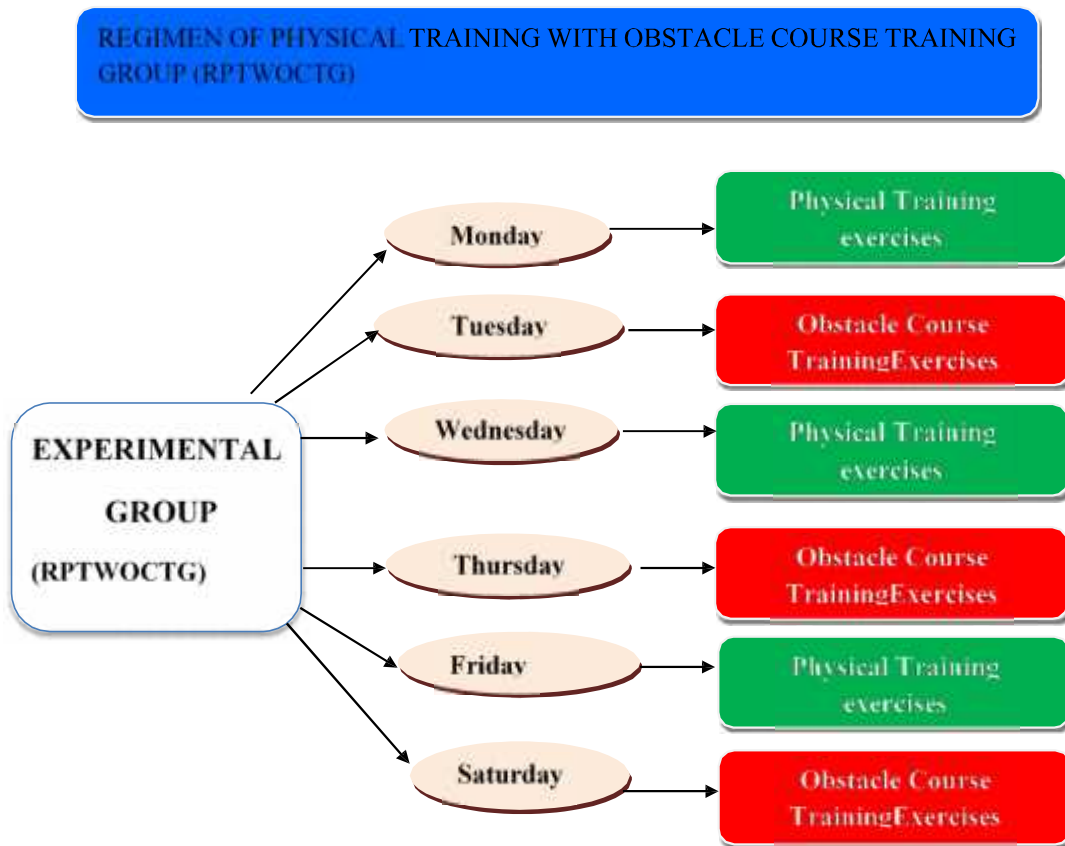 REGIMEN OF PHYSICAL TRAINING WITH OBSTACLE COURSE TRAINING
GROUP (RPTWOCTG)
Monday
Physical Training
exercises
Tuesday
Obstacle Course
TrainingExercises
EXPERIMENTAL
GROUP
(RPTWOCTG)
Wednesday
Physical Training
exercises
Thursday
Obstacle Course
TrainingExercises
Friday
Physical Training
exercises
Saturday
Obstacle Course
TrainingExercises